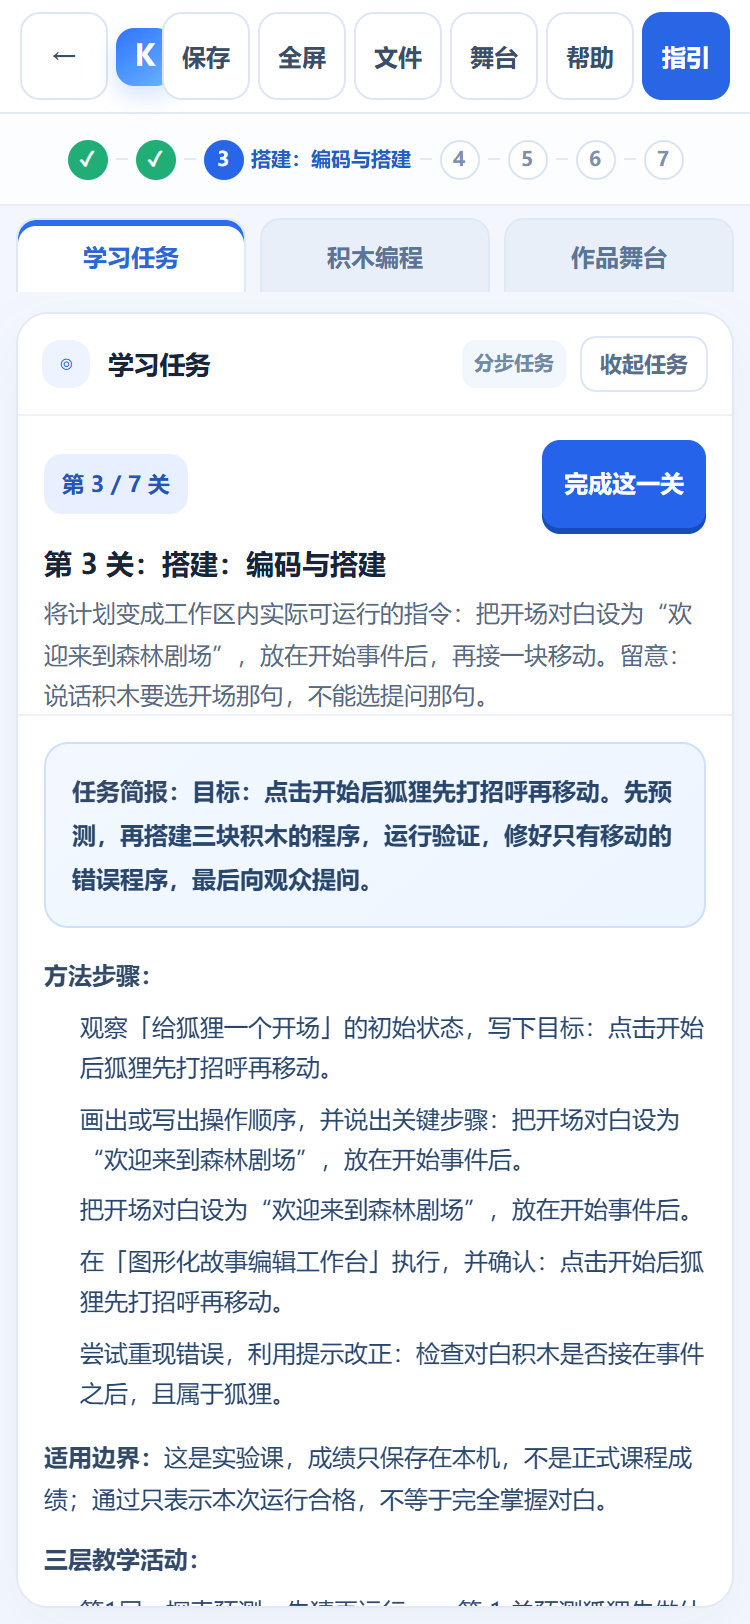 ←
K
保存
全屏
文件
舞台
帮助
指引
✓ ✓ 3 搭建：编码与搭建 4 5 6 7
学习任务
积木编程
作品舞台
学习任务
分步任务
收起任务
第 3 / 7 关
完成这一关
第 3 关：搭建：编码与搭建
将计划变成工作区内实际可运行的指令：把开场对白设为“欢
迎来到森林剧场”，放在开始事件后，再接一块移动。留意：
说话积木要选开场那句，不能选提问那句。
任务简报：目标：点击开始后狐狸先打招呼再移动。先预
测，再搭建三块积木的程序，运行验证，修好只有移动的
错误程序，最后向观众提问。
方法步骤：
观察「给狐狸一个开场」的初始状态，写下目标：点击开始
后狐狸先打招呼再移动。
画出或写出操作顺序，并说出关键步骤：把开场对白设为
“欢迎来到森林剧场”，放在开始事件后。
把开场对白设为“欢迎来到森林剧场”，放在开始事件后。
在「图形化故事编辑工作台」执行，并确认：点击开始后狐
狸先打招呼再移动。
尝试重现错误，利用提示改正：检查对白积木是否接在事件
之后，且属于狐狸。
适用边界：这是实验课，成绩只保存在本机，不是正式课程成
绩；通过只表示本次运行合格，不等于完全掌握对白。
三层教学活动：